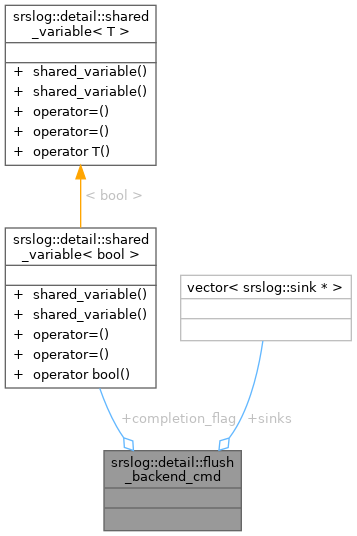 srslog::detail::shared
_variable< T >
+ shared_variable()
+ shared_variable()
+ operator=()
+ operator=()
+ operator T()
< bool >
srslog::detail::shared
_variable< bool >
+ shared_variable()
+ shared_variable()
+ operator=()
+ operator=()
+ operator bool()
vector< srslog::sink * >
+completion_flag
+sinks
srslog::detail::flush
_backend_cmd